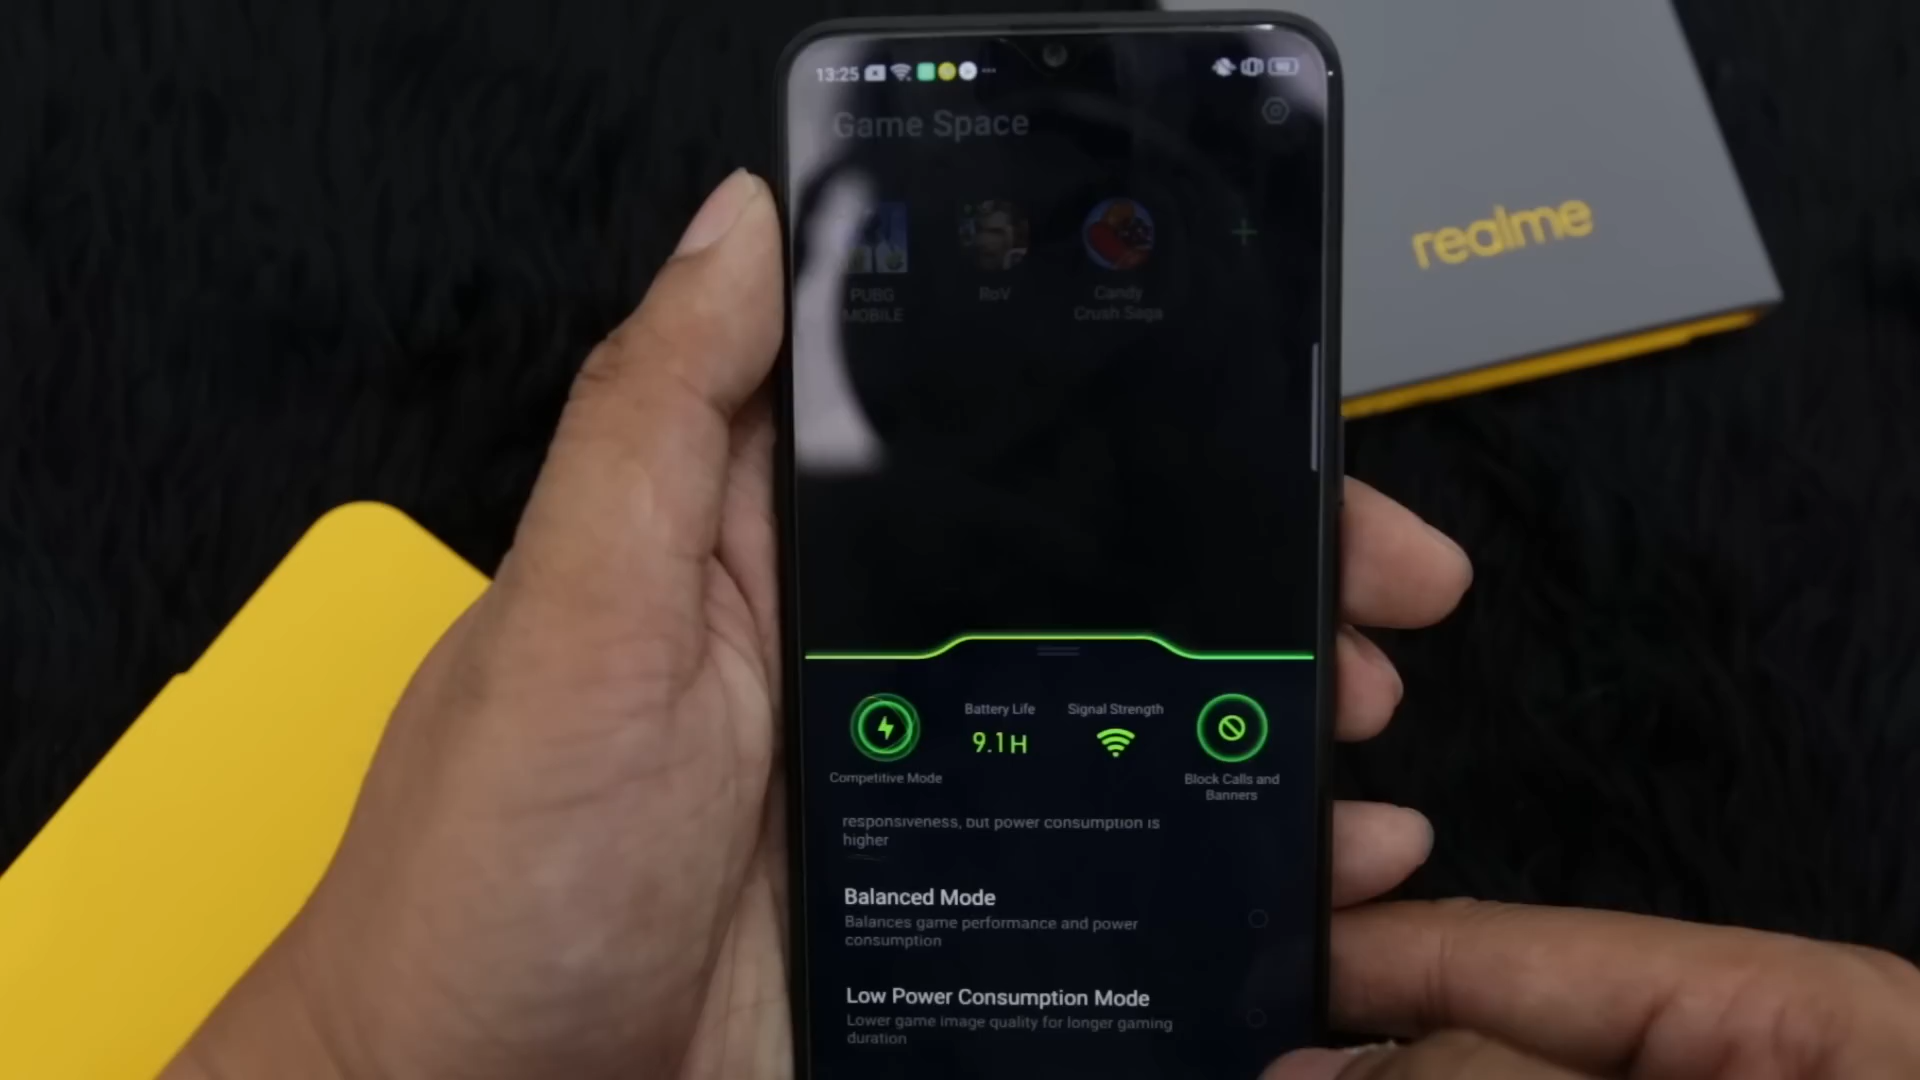 13:25
Game Space
realme
PUBG
MOBILE
RoV
Candy
Crush Saga
Battery Life
Signal Strength
9.1H
Competitive Mode
Block Calls and
Banners
responsiveness, but power consumption is
higher
Balanced Mode
Balances game performance and power
consumption
Low Power Consumption Mode
Lower game image quality for longer gaming
duration